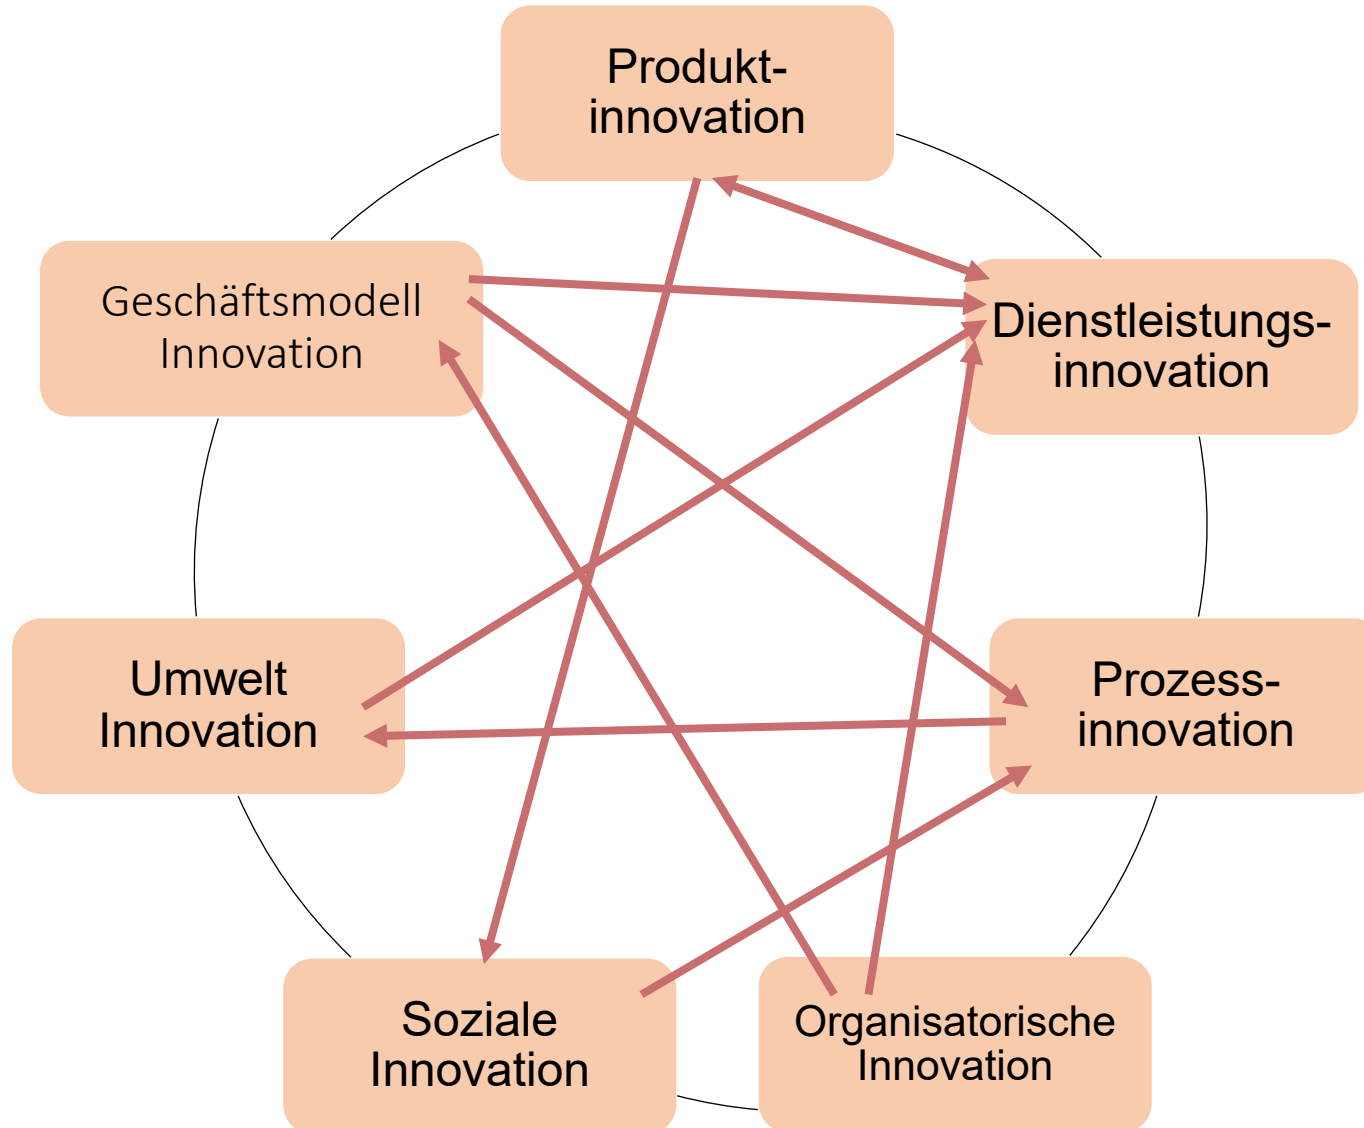 Produkt-
innovation
Geschäftsmodell
Innovation
Dienstleistungs-
innovation
Umwelt
Innovation
Prozess-
innovation
Soziale
Innovation
Organisatorische
Innovation